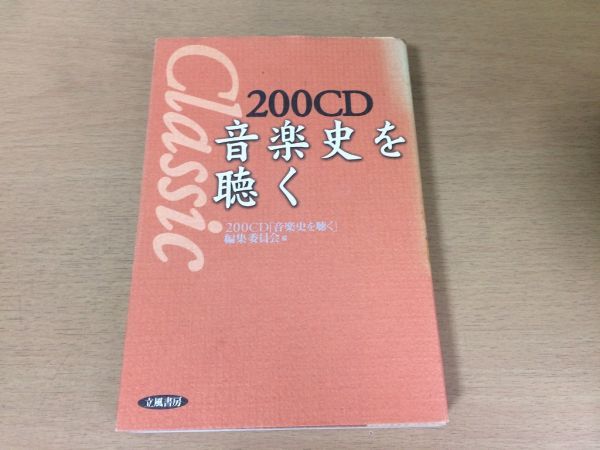 Classic
200CD
音楽史を
聴く
200CD「音楽史を聴く」
編集委員会 編
立風書房